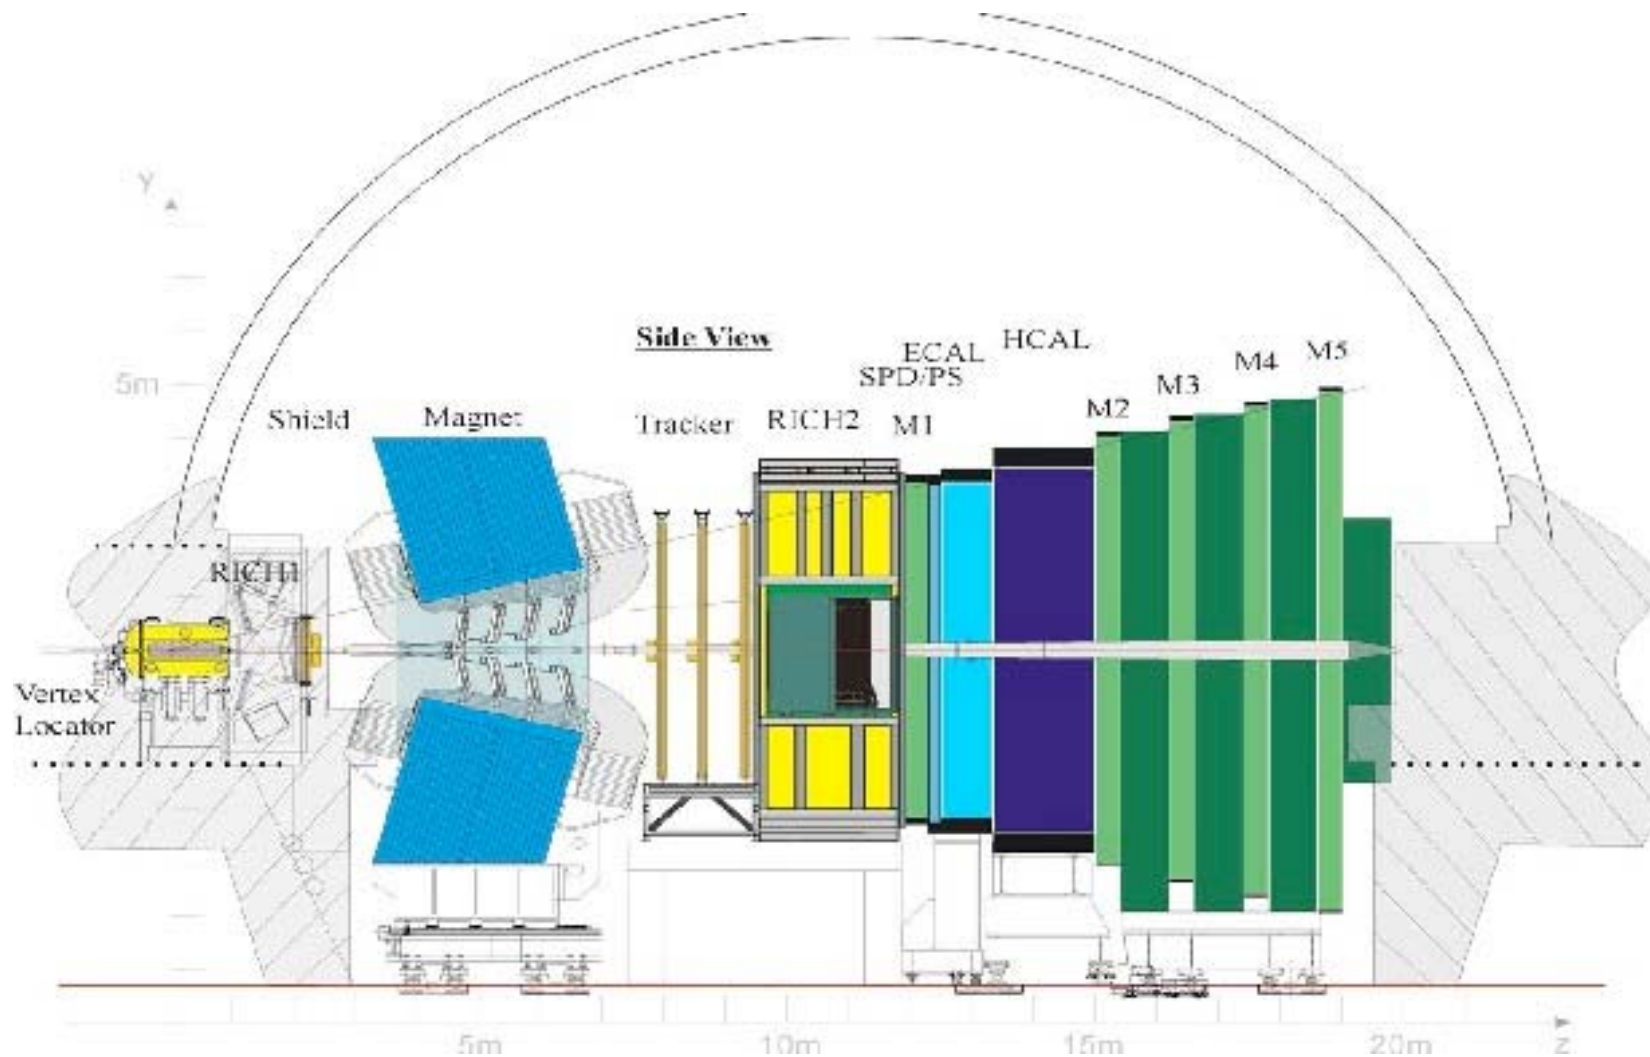 Y
Side View
HCAL
ECAL
SPD/PS
M5
M4
M3
M2
M1
5m
Shield
Magnet
Tracker
RICH2
RICH1
Vertex
Locator
T
5m
10m
15m
20m
Z